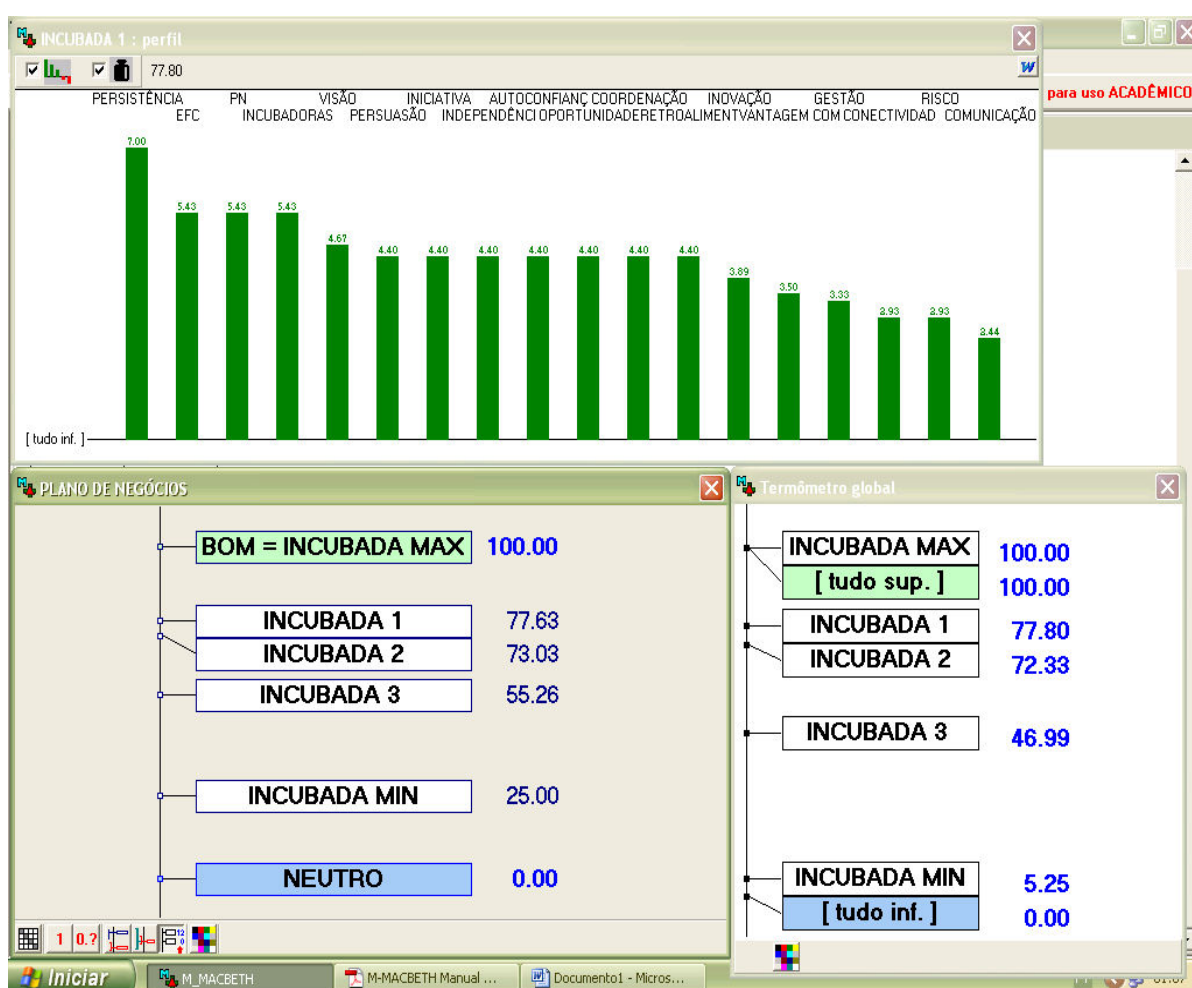 INCUBADA 1 : perfil
77.80
W
para uso ACADÊMICO
PERSISTÊNCIA PN VISÃO INICIATIVA AUTOCONFIANÇ COORDENAÇÃO INOVAÇÃO GESTÃO RISCO
EFC INCUBADORAS PERSUASÃO INDEPENDÊNCI OPORTUNIDADE RETROALIMENT VANTAGEM COM CONECTIVIDAD COMUNICAÇÃO
7.00
5.43 5.43 5.43
4.67
4.40 4.40 4.40 4.40 4.40 4.40 4.40
3.89
3.50
3.33
2.93 2.93
2.44
[ tudo inf. ]
PLANO DE NEGÓCIOS
BOM = INCUBADA MAX 100.00
INCUBADA 1 77.63
INCUBADA 2 73.03
INCUBADA 3 55.26
INCUBADA MIN 25.00
NEUTRO 0.00
1 0.?
Termômetro global
INCUBADA MAX 100.00
[ tudo sup. ] 100.00
INCUBADA 1 77.80
INCUBADA 2 72.33
INCUBADA 3 46.99
INCUBADA MIN 5.25
[ tudo inf. ] 0.00
Iniciar
M_MACBETH
M-MACBETH Manual ...
Documento1 - Micros...